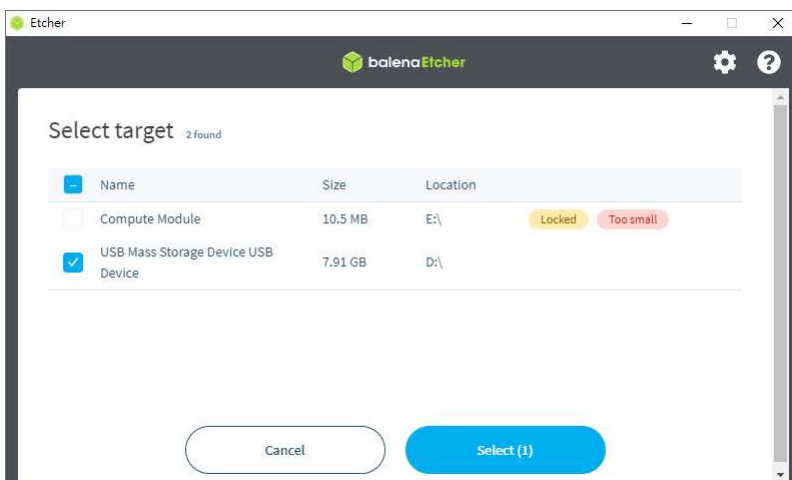 Etcher
balenaEtcher
Select target 2 found
Name Size Location
Compute Module 10.5 MB E:\ Locked Too small
USB Mass Storage Device USB
Device 7.91 GB D:\
Cancel Select (1)